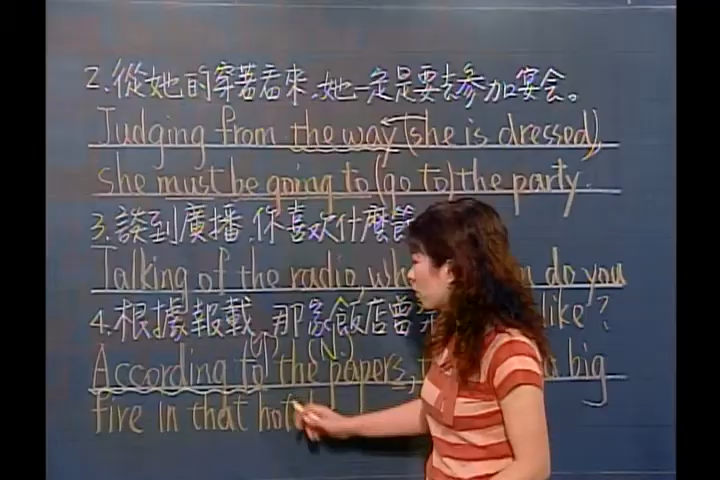 2. 從她的穿著看來, 她一定是要去參加宴会。
Judging from the way (she is dressed),
she must be going to (go to) the party.
3. 談到廣播, 你喜欢什麼
Talking of the radio, do you
4. 根據報載, 那家飯店曾 like?
(介) (N.)
According to the papers, big
fire in that hotel